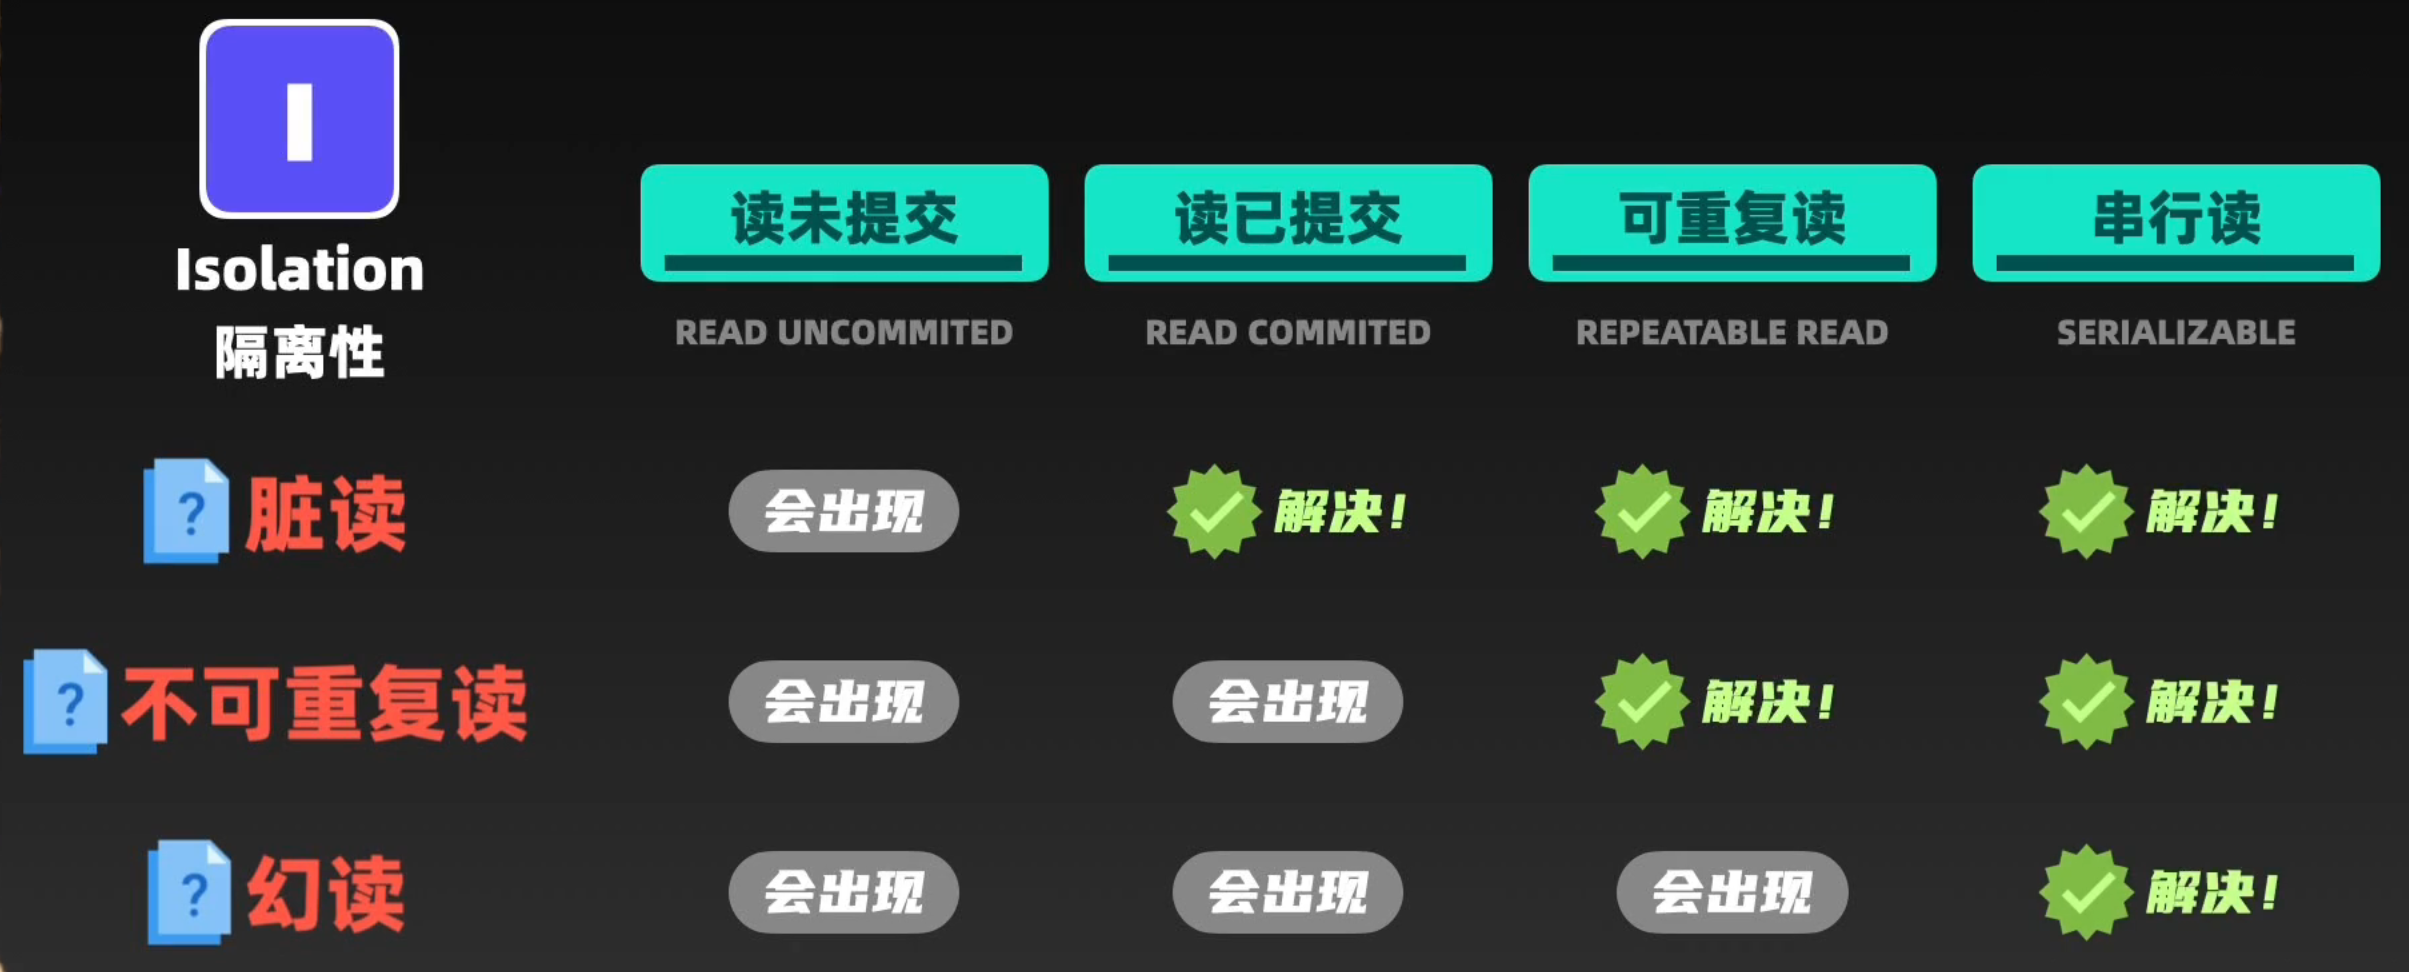 I
Isolation
隔离性
读未提交 读已提交 可重复读 串行读
READ UNCOMMITED READ COMMITED REPEATABLE READ SERIALIZABLE
? 脏读 会出现 解决! 解决! 解决!
? 不可重复读 会出现 会出现 解决! 解决!
? 幻读 会出现 会出现 会出现 解决!